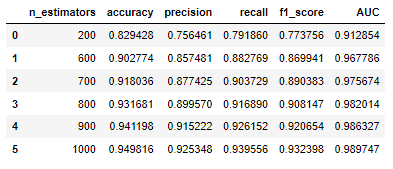 n_estimators accuracy precision recall f1_score AUC
0 200 0.829428 0.756461 0.791860 0.773756 0.912854
1 600 0.902774 0.857481 0.882769 0.869941 0.967786
2 700 0.918036 0.877425 0.903729 0.890383 0.975674
3 800 0.931681 0.899570 0.916890 0.908147 0.982014
4 900 0.941198 0.915222 0.926152 0.920654 0.986327
5 1000 0.949816 0.925348 0.939556 0.932398 0.989747